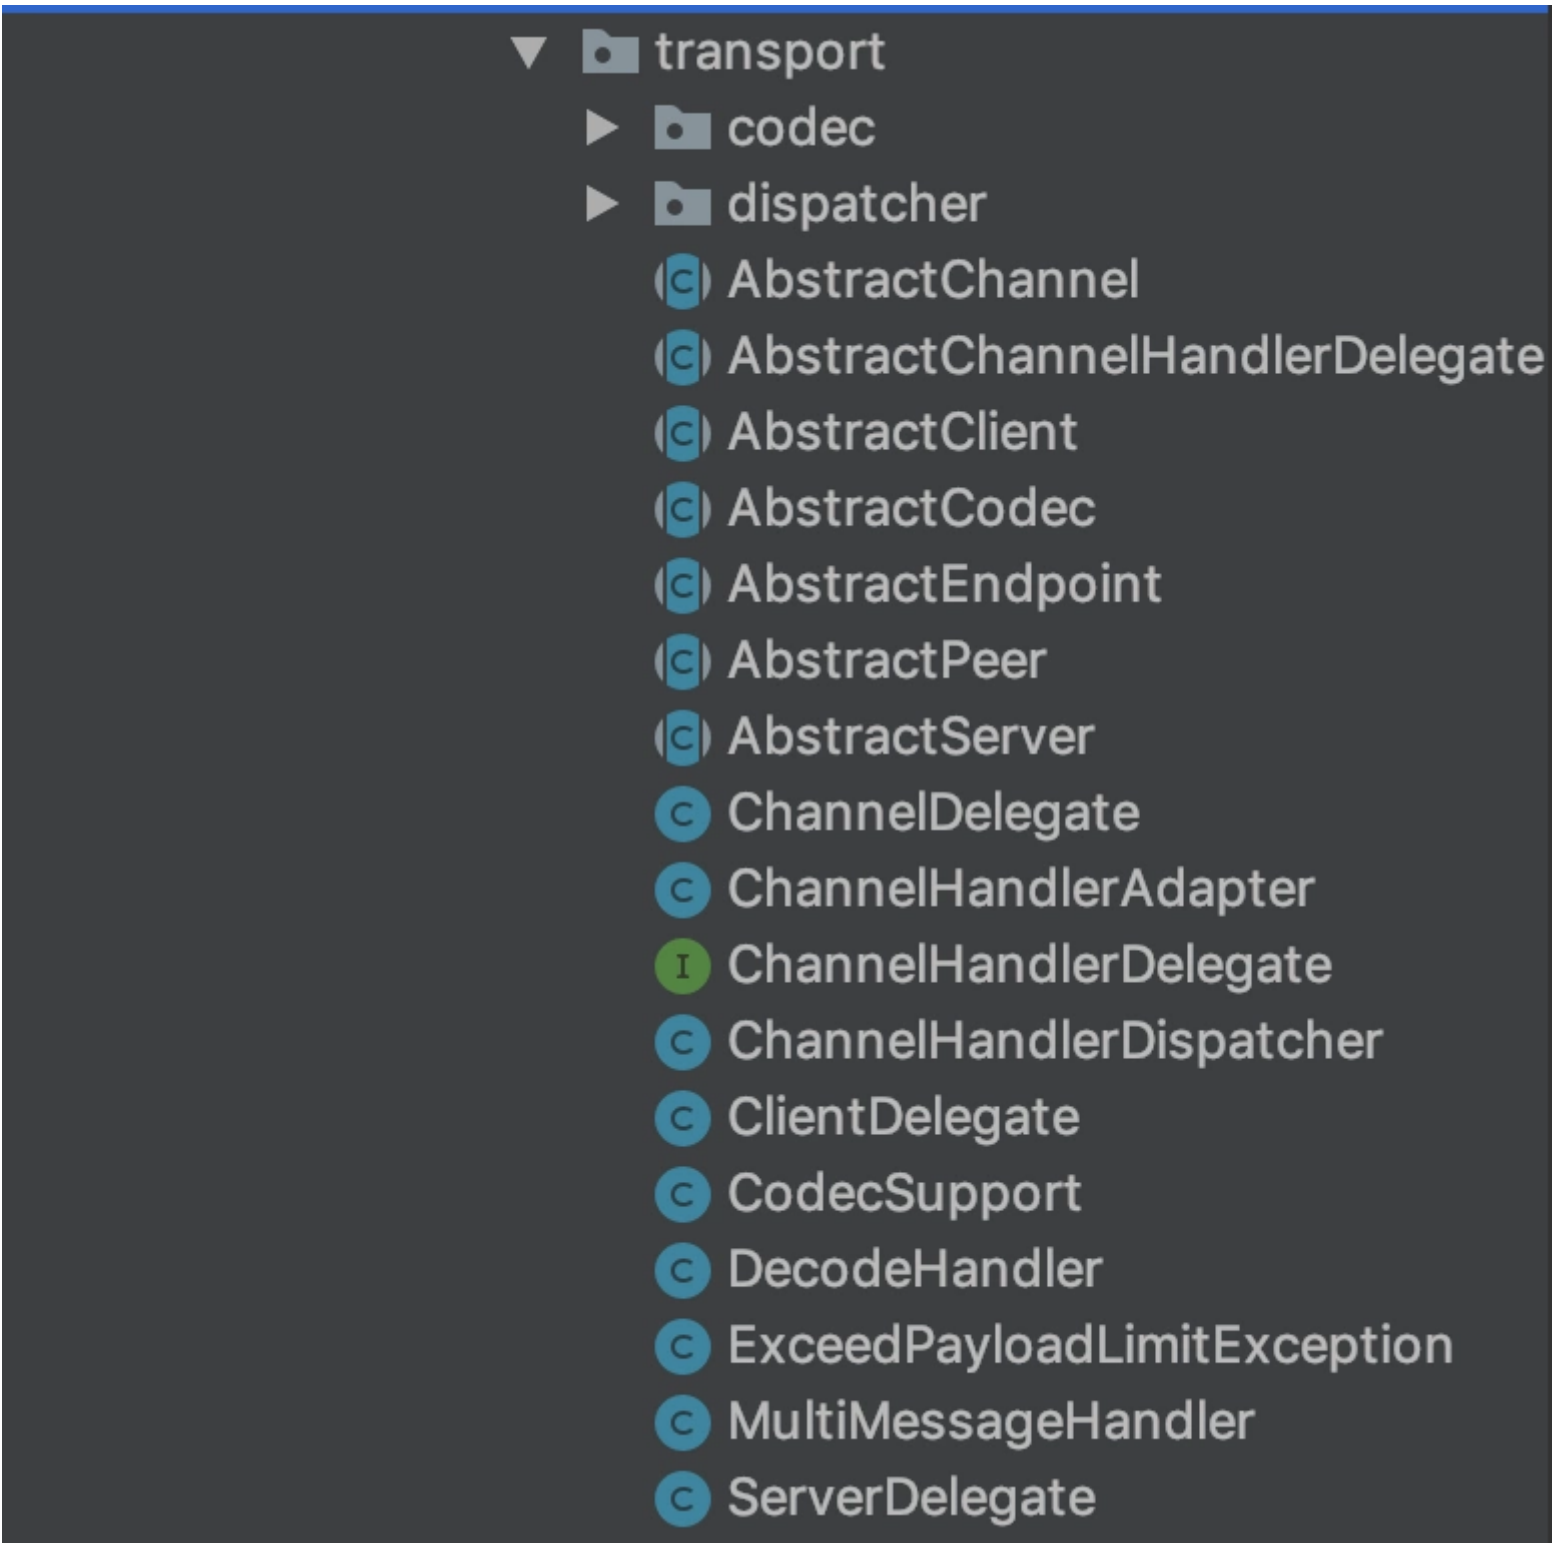 transport
codec
dispatcher
C AbstractChannel
C AbstractChannelHandlerDelegate
C AbstractClient
C AbstractCodec
C AbstractEndpoint
C AbstractPeer
C AbstractServer
C ChannelDelegate
C ChannelHandlerAdapter
I ChannelHandlerDelegate
C ChannelHandlerDispatcher
C ClientDelegate
C CodecSupport
C DecodeHandler
C ExceedPayloadLimitException
C MultiMessageHandler
C ServerDelegate